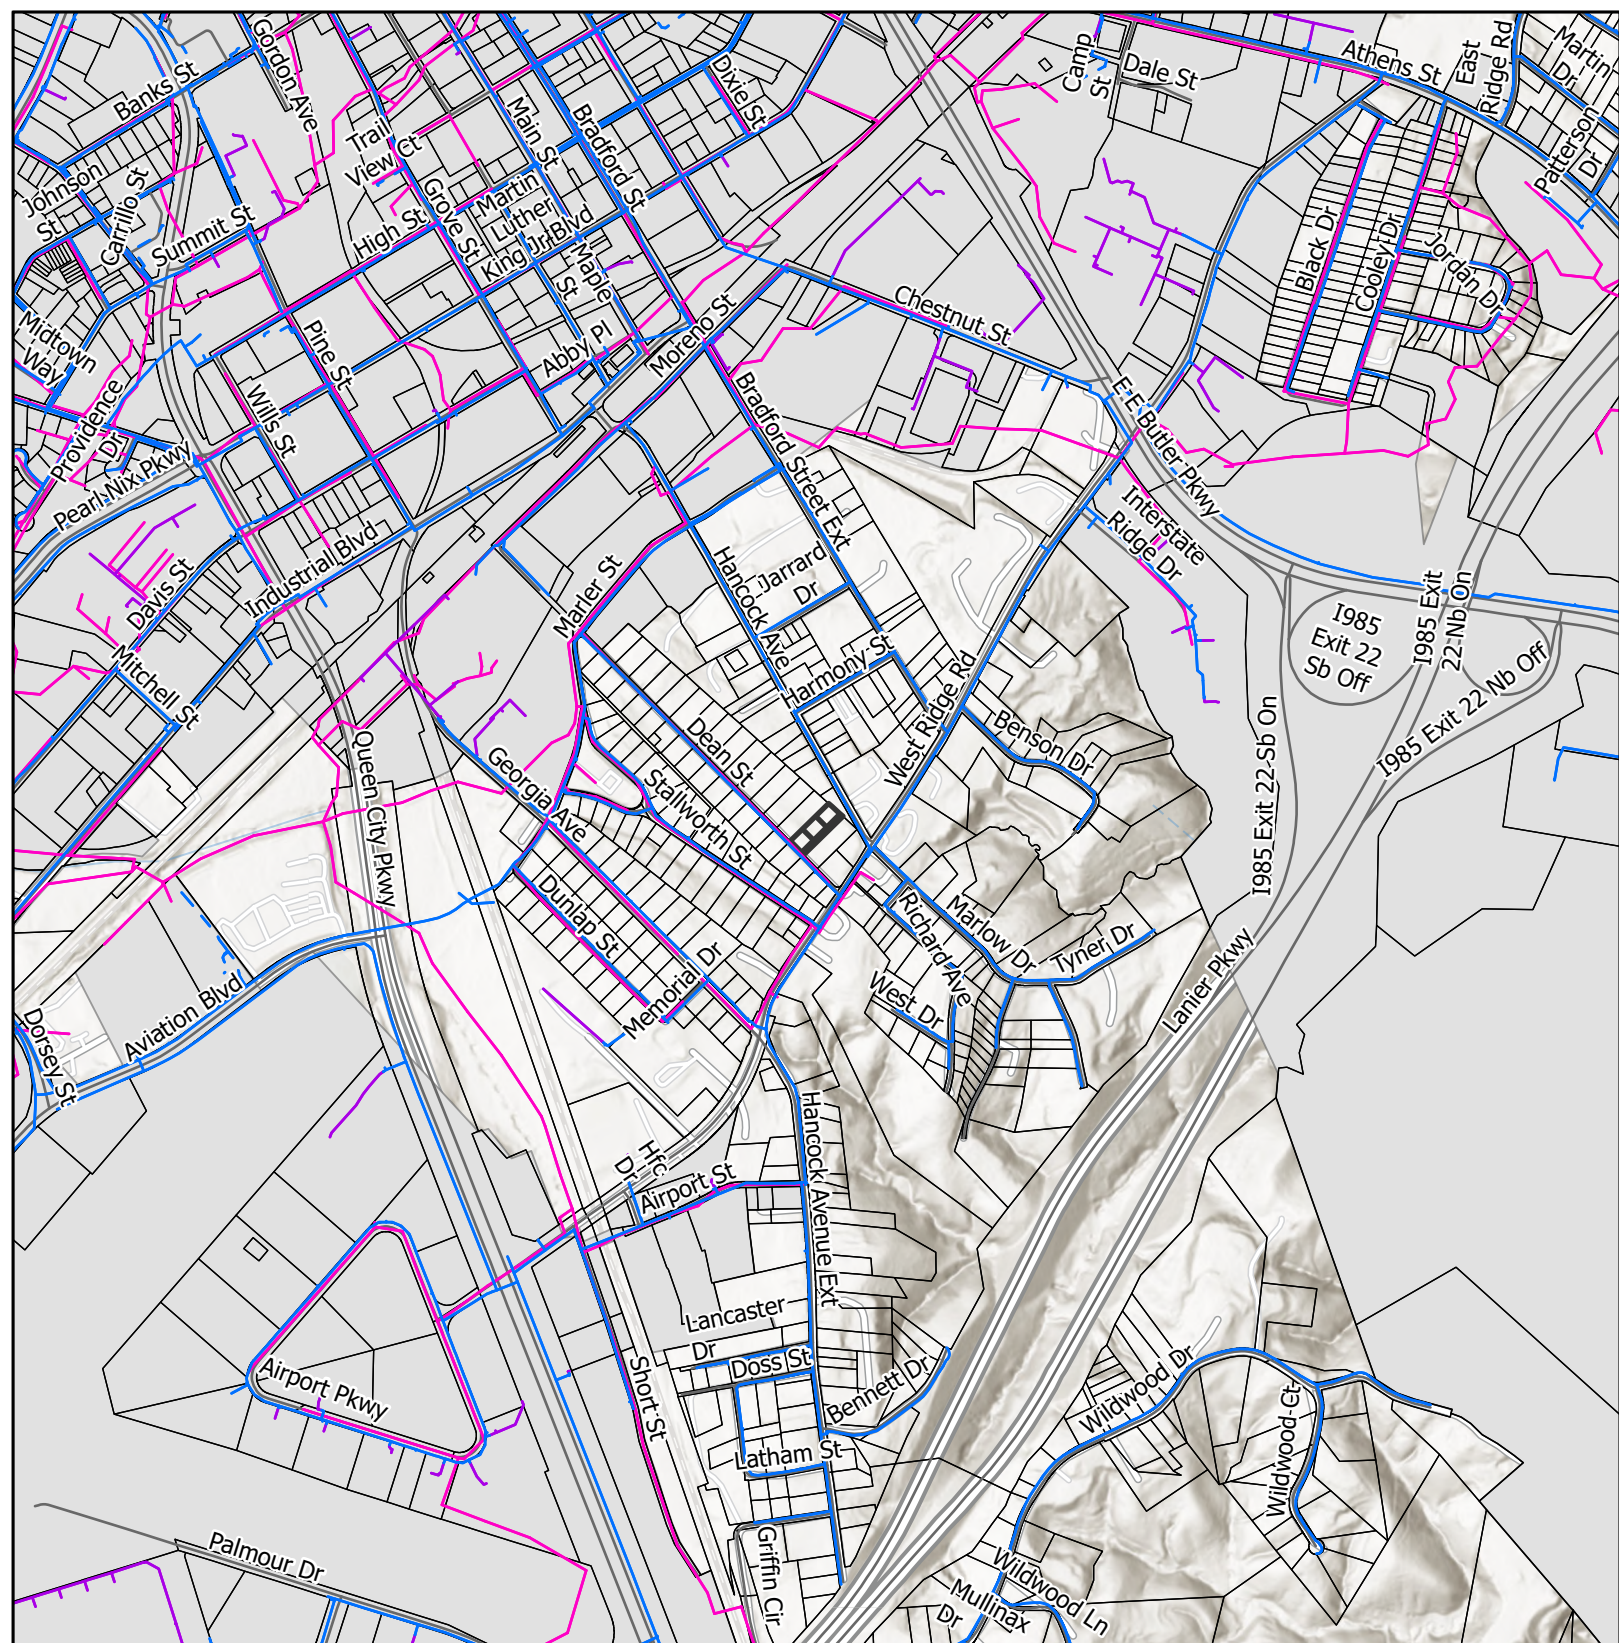 Gordon Ave
Banks St
Trail
View Ct
Main St
Bradford St
Dixie St
Camp
St
Dale St
Athens St
East
Ridge Rd
Martin
Dr
Patterson
Dr
Johnson
St
Carrillo St
Summit St
High St
Grove St
Martin
Luther
King Jr Blvd
Maple
St
Black Dr
Cooley Dr
Jordan Dr
Midtown
Way
Pine St
Abby Pl
Moreno St
Chestnut St
Providence
Dr
Wills St
Bradford Street Ext
E E Butler Pkwy
Pearl Nix Pkwy
Industrial Blvd
Davis St
Mitchell St
Marler St
Hancock Ave
Jarrard
Dr
Harmony St
West Ridge Rd
Interstate
Ridge Dr
I985
Exit 22
Sb Off
I985 Exit
22 Nb On
I985 Exit 22 Nb Off
I985 Exit 22 Sb On
Queen City Pkwy
Georgia Ave
Dean St
Stallworth St
Benson Dr
Dunlap St
Memorial Dr
Richard Ave
Marlow Dr
Tyner Dr
West Dr
Lanier Pkwy
Aviation Blvd
Dorsey St
Hfc
Dr
Airport St
Hancock Avenue Ext
Lancaster
Dr
Doss St
Bennett Dr
Latham St
Short St
Airport Pkwy
Palmour Dr
Griffin Cir
Wildwood Dr
Wildwood Ct
Wildwood Ln
Mullinax
Dr